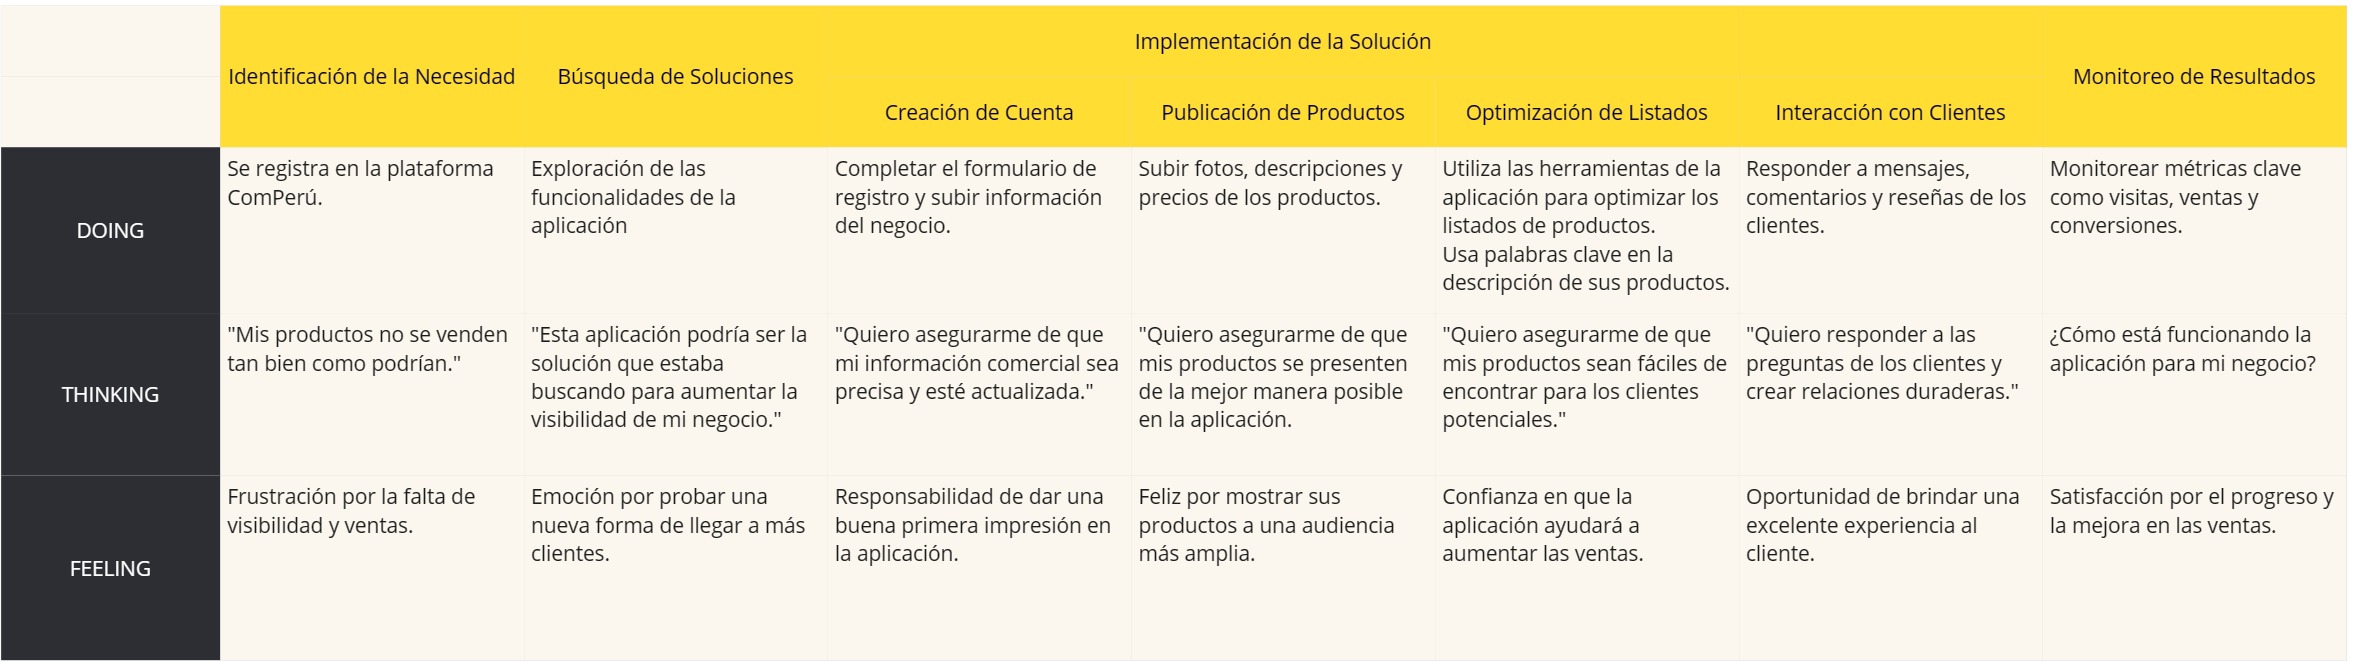 Implementación de la Solución
Identificación de la Necesidad
Búsqueda de Soluciones
Monitoreo de Resultados
Creación de Cuenta
Publicación de Productos
Optimización de Listados
Interacción con Clientes
DOING
Se registra en la plataforma
ComPerú.
Exploración de las
funcionalidades de la
aplicación
Completar el formulario de
registro y subir información
del negocio.
Subir fotos, descripciones y
precios de los productos.
Utiliza las herramientas de la
aplicación para optimizar los
listados de productos.
Usa palabras clave en la
descripción de sus productos.
Responder a mensajes,
comentarios y reseñas de los
clientes.
Monitorear métricas clave
como visitas, ventas y
conversiones.
THINKING
"Mis productos no se venden
tan bien como podrían."
"Esta aplicación podría ser la
solución que estaba
buscando para aumentar la
visibilidad de mi negocio."
"Quiero asegurarme de que
mi información comercial sea
precisa y esté actualizada."
"Quiero asegurarme de que
mis productos se presenten
de la mejor manera posible
en la aplicación.
"Quiero asegurarme de que
mis productos sean fáciles de
encontrar para los clientes
potenciales."
"Quiero responder a las
preguntas de los clientes y
crear relaciones duraderas."
¿Cómo está funcionando la
aplicación para mi negocio?
FEELING
Frustración por la falta de
visibilidad y ventas.
Emoción por probar una
nueva forma de llegar a más
clientes.
Responsabilidad de dar una
buena primera impresión en
la aplicación.
Feliz por mostrar sus
productos a una audiencia
más amplia.
Confianza en que la
aplicación ayudará a
aumentar las ventas.
Oportunidad de brindar una
excelente experiencia al
cliente.
Satisfacción por el progreso y
la mejora en las ventas.